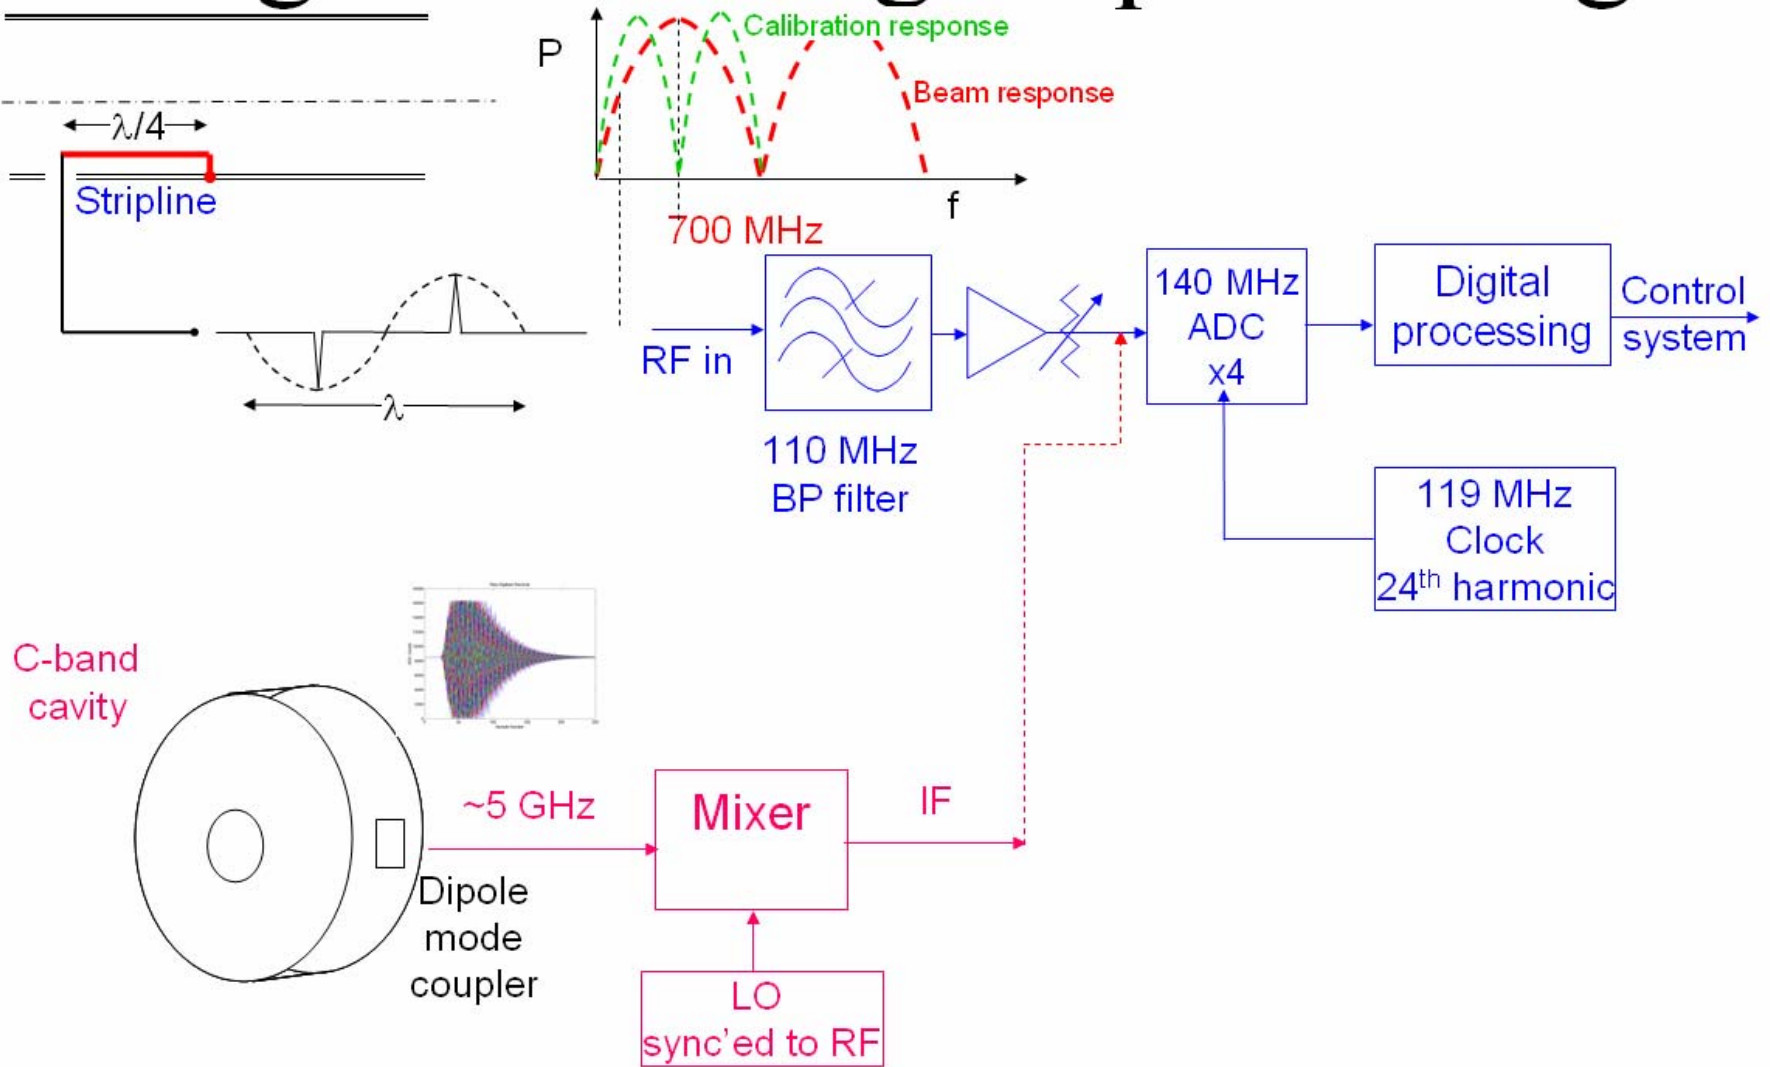 P
Calibration response
Beam response
λ/4
Stripline
f
700 MHz
λ
RF in
110 MHz
BP filter
140 MHz
ADC
x4
Digital
processing
Control
system
119 MHz
Clock
24th harmonic
C-band
cavity
~5 GHz
Dipole
mode
coupler
Mixer
IF
LO
sync'ed to RF